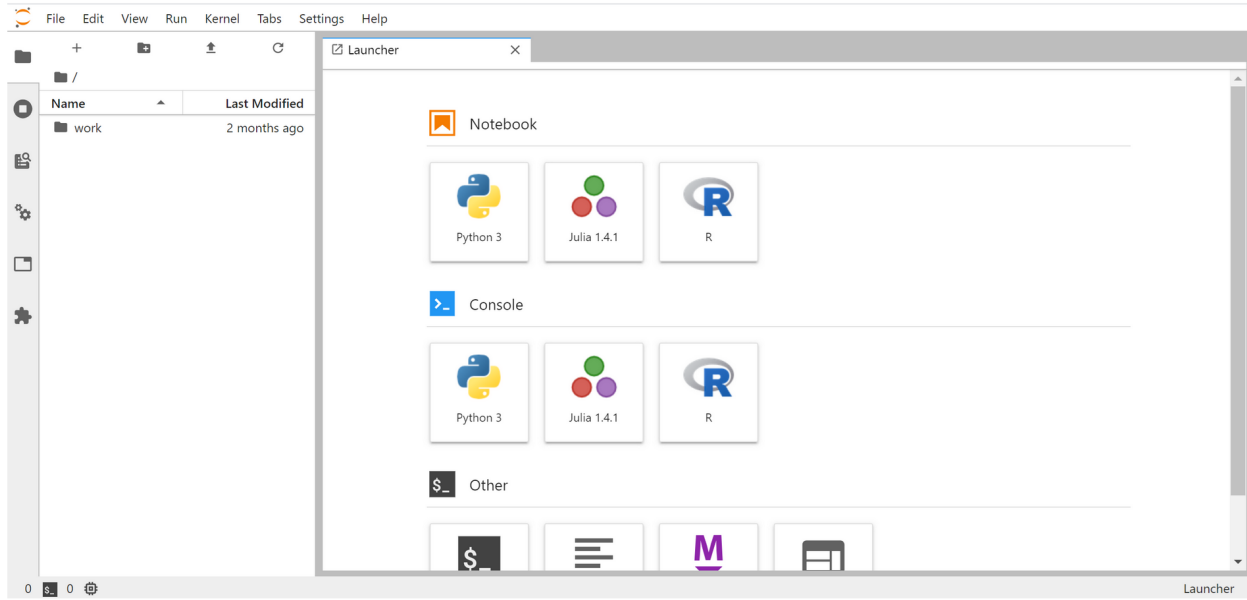 File Edit View Run Kernel Tabs Settings Help
+
Launcher
/
Name Last Modified
work 2 months ago
Notebook
Python 3 Julia 1.4.1 R
>_ Console
Python 3 Julia 1.4.1 R
$_ Other
$_ M
0 $_ 0 Launcher